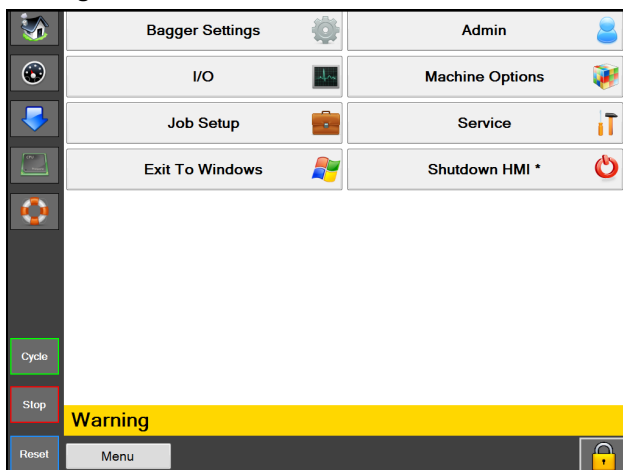 Bagger Settings
Admin
I/O
Machine Options
Job Setup
Service
Exit To Windows
Shutdown HMI *
Cycle
Stop
Warning
Reset
Menu